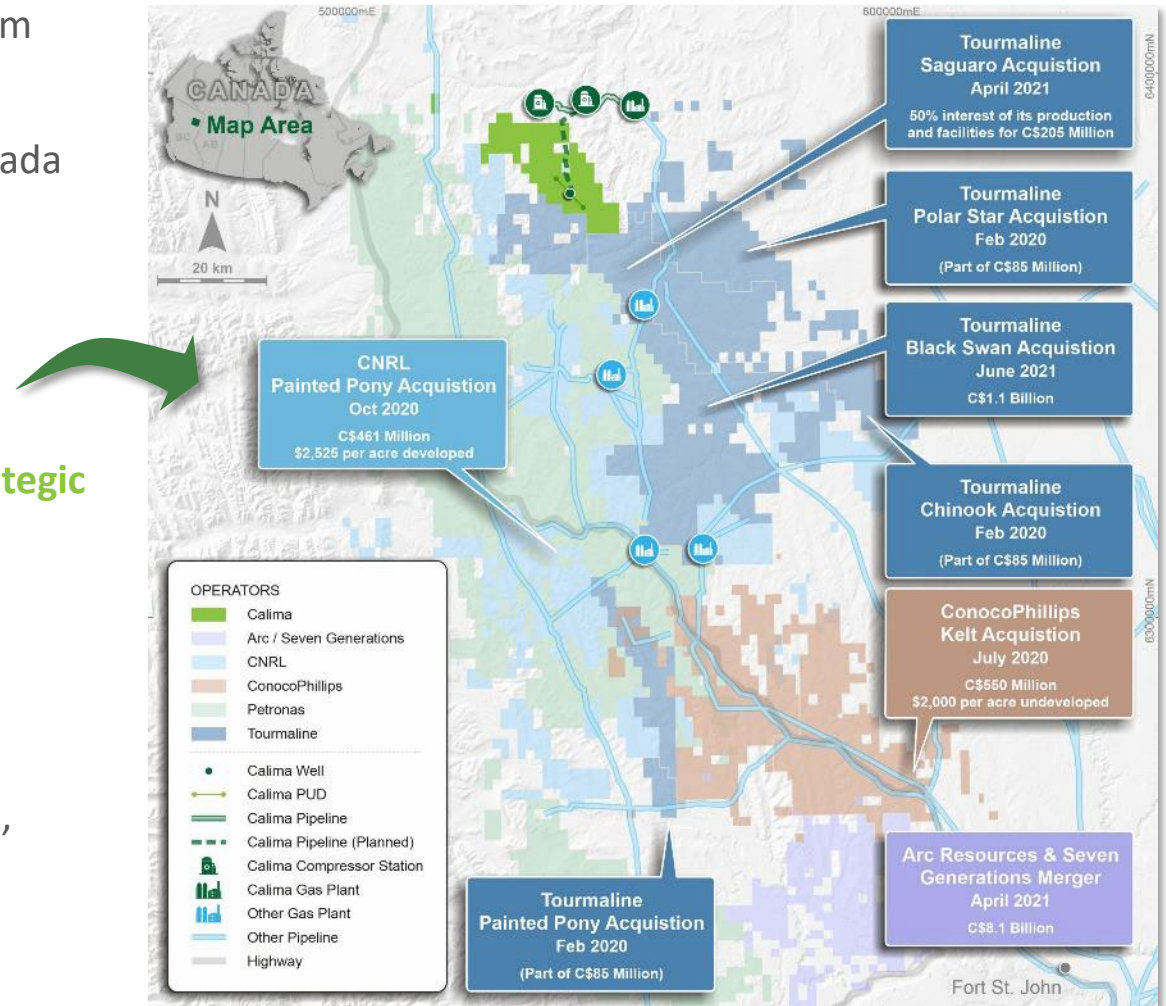 m
ada
tegic
,
500000mE
600000mE
6400000mN
6300000mN
CANADA
Map Area
BC
AB
N
20 km
Tourmaline
Saguaro Acquistion
April 2021
50% interest of its production
and facilities for C$205 Million
Tourmaline
Polar Star Acquistion
Feb 2020
(Part of C$85 Million)
Tourmaline
Black Swan Acquistion
June 2021
C$1.1 Billion
CNRL
Painted Pony Acquistion
Oct 2020
C$461 Million
$2,525 per acre developed
Tourmaline
Chinook Acquistion
Feb 2020
(Part of C$85 Million)
ConocoPhillips
Kelt Acquistion
July 2020
C$550 Million
$2,000 per acre undeveloped
OPERATORS
Calima
Arc / Seven Generations
CNRL
ConocoPhillips
Petronas
Tourmaline
Calima Well
Calima PUD
Calima Pipeline
Calima Pipeline (Planned)
Calima Compressor Station
Calima Gas Plant
Other Gas Plant
Other Pipeline
Highway
Tourmaline
Painted Pony Acquistion
Feb 2020
(Part of C$85 Million)
Arc Resources & Seven
Generations Merger
April 2021
C$8.1 Billion
Fort St. John